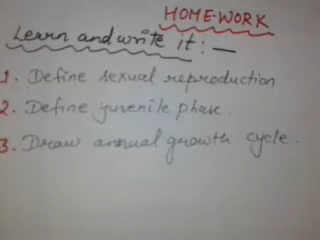 HOME-WORK
Learn and write it:-
1. Define sexual reproduction
2. Define juvenile phase.
3. Draw annual growth cycle.